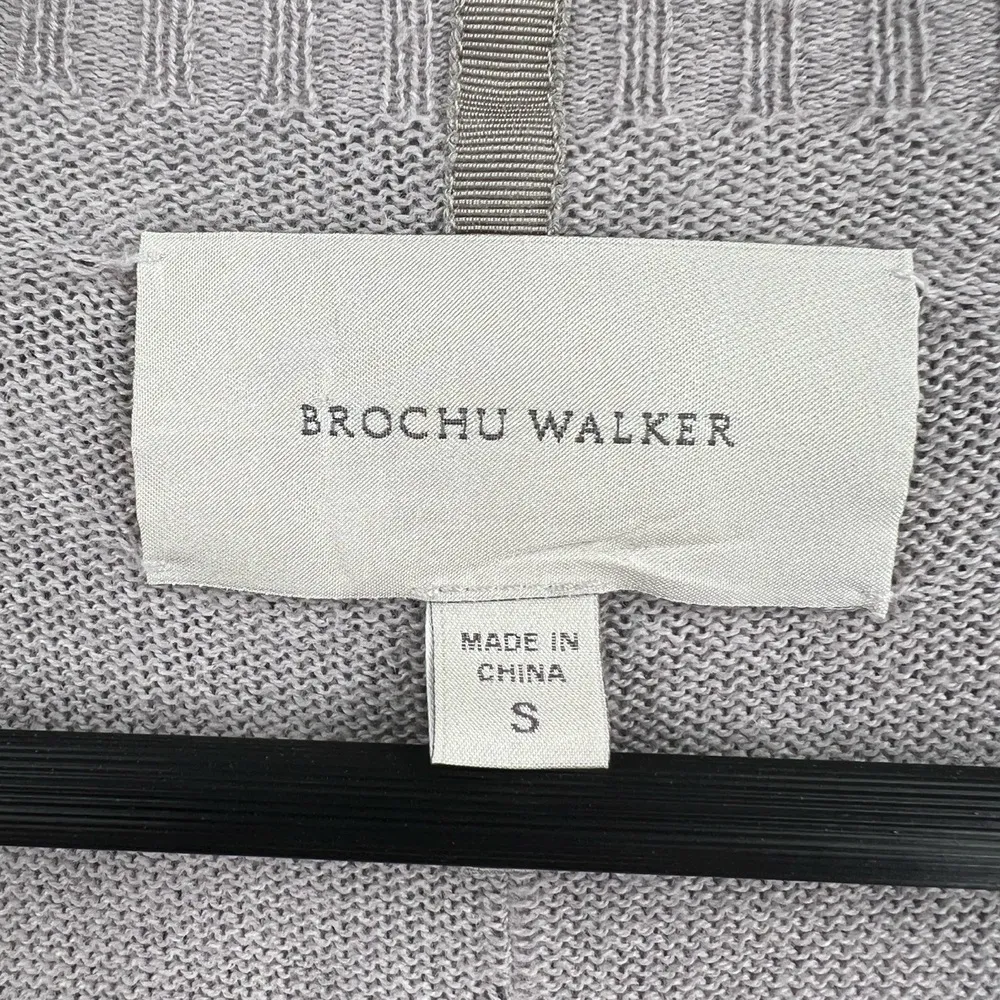 BROCHU WALKER
MADE IN
CHINA
S